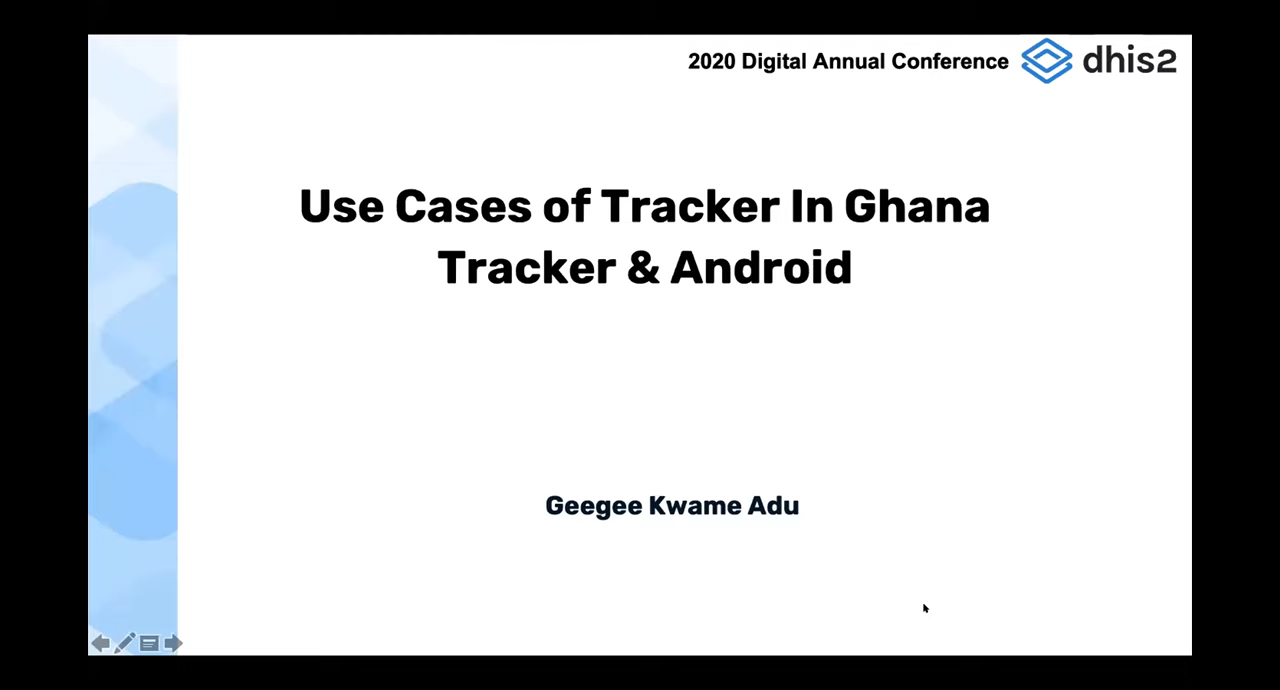 2020 Digital Annual Conference dhis2
Use Cases of Tracker In Ghana
Tracker & Android
Geegee Kwame Adu